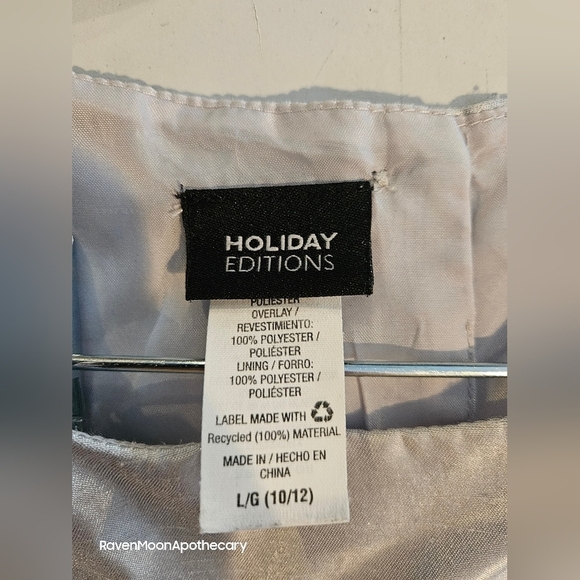 HOLIDAY
EDITIONS
POLIESTER
OVERLAY /
REVESTIMIENTO:
100% POLYESTER /
POLIÉSTER
LINING / FORRO:
100% POLYESTER /
POLIÉSTER
LABEL MADE WITH
Recycled (100%) MATERIAL
MADE IN / HECHO EN
CHINA
L/G (10/12)
RavenMoonApothecary